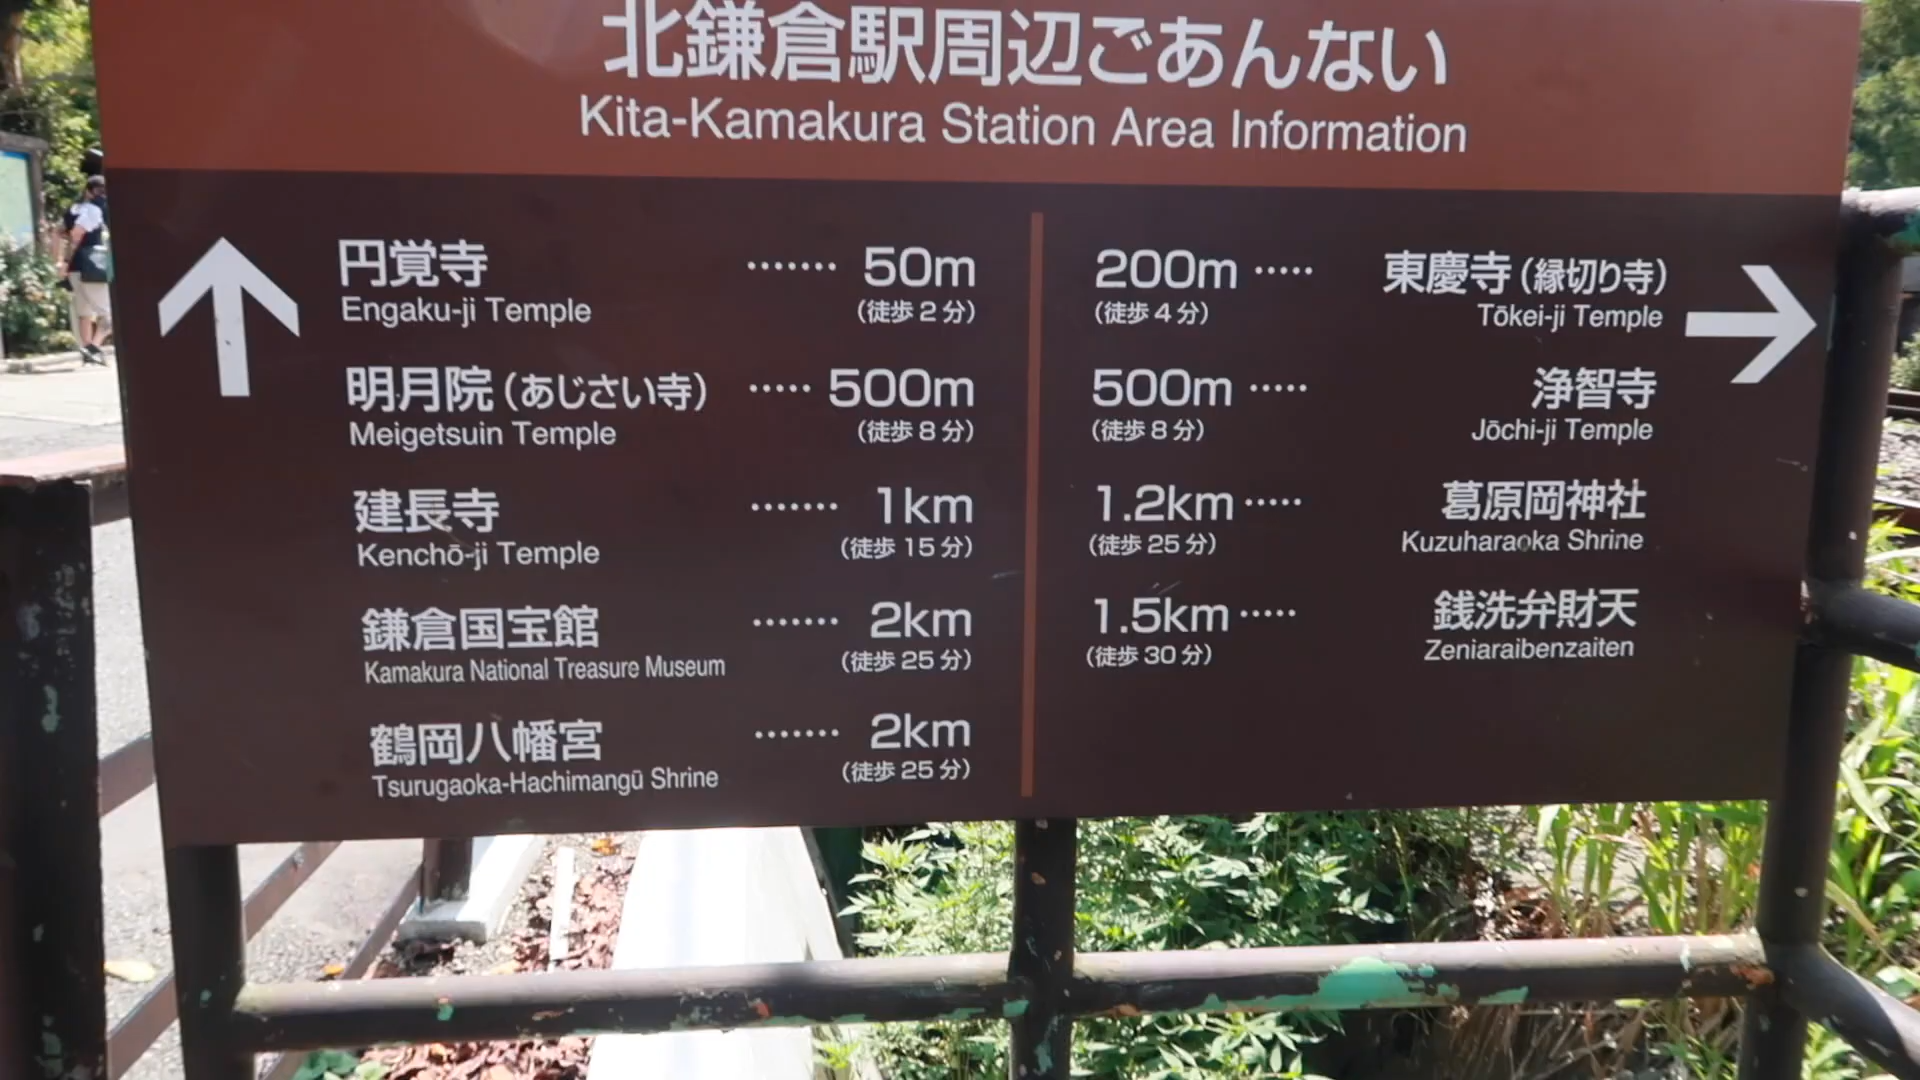 北鎌倉駅周辺ごあんない
Kita-Kamakura Station Area Information
円覚寺 ······· 50m
Engaku-ji Temple (徒歩2分)
明月院(あじさい寺) ····· 500m
Meigetsuin Temple (徒歩8分)
建長寺 ······· 1km
Kenchō-ji Temple (徒歩15分)
鎌倉国宝館 ······· 2km
Kamakura National Treasure Museum (徒歩25分)
鶴岡八幡宮 ······· 2km
Tsurugaoka-Hachimangū Shrine (徒歩25分)
200m ····· 東慶寺(縁切り寺)
(徒歩4分) Tōkei-ji Temple
500m ····· 浄智寺
(徒歩8分) Jōchi-ji Temple
1.2km ····· 葛原岡神社
(徒歩25分) Kuzuharaoka Shrine
1.5km ····· 銭洗弁財天
(徒歩30分) Zeniaraibenzaiten